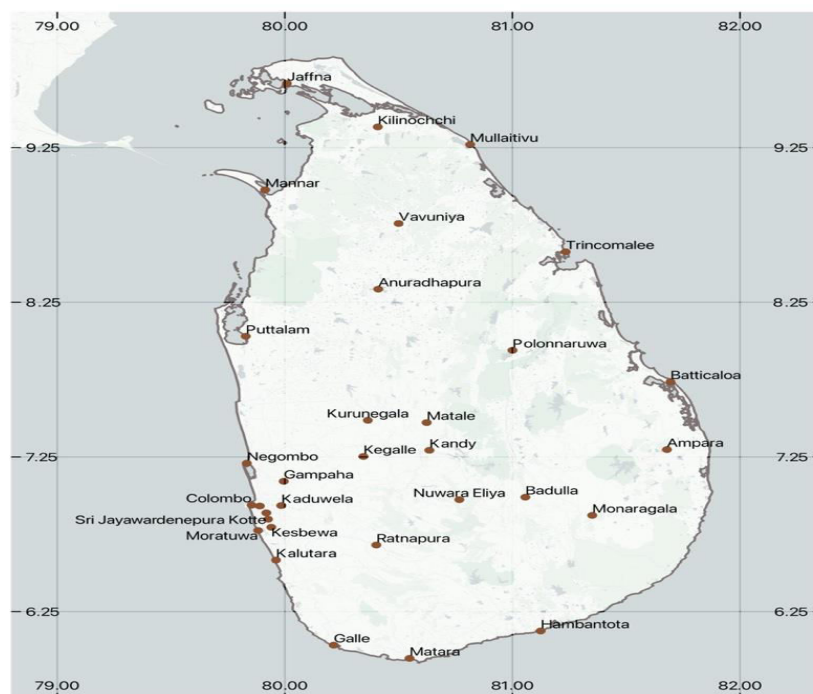 79.00 80.00 81.00 82.00
Jaffna
Kilinochchi
Mullaitivu
9.25 9.25
Mannar
Vavuniya
Trincomalee
Anuradhapura
8.25 8.25
Puttalam
Polonnaruwa
Batticaloa
Kurunegala Matale
Kegalle Kandy Ampara
7.25 7.25
Negombo
Gampaha
Colombo Kaduwela Nuwara Eliya Badulla
Sri Jayawardenepura Kotte Monaragala
Moratuwa Kesbewa
Ratnapura
Kalutara
6.25 6.25
Hambantota
Galle
Matara
79.00 80.00 81.00 82.00